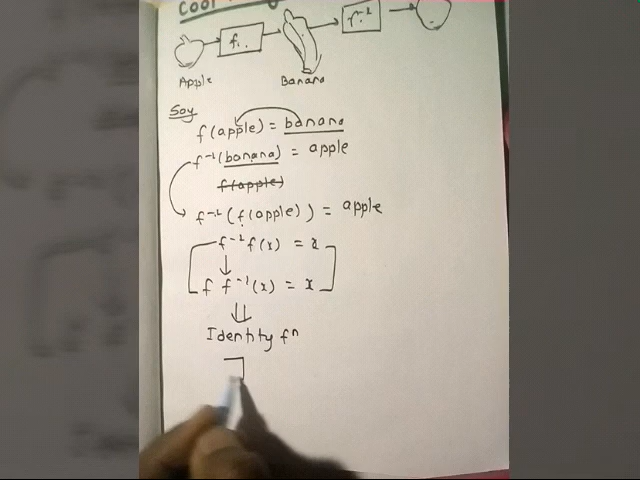 COOL
f. f⁻¹
Apple Banana
Say
f(apple) = banana
f⁻¹(banana) = apple
f(apple)
f⁻¹(f(apple)) = apple
f⁻¹f(x) = x
f f⁻¹(x) = x
Identity fⁿ